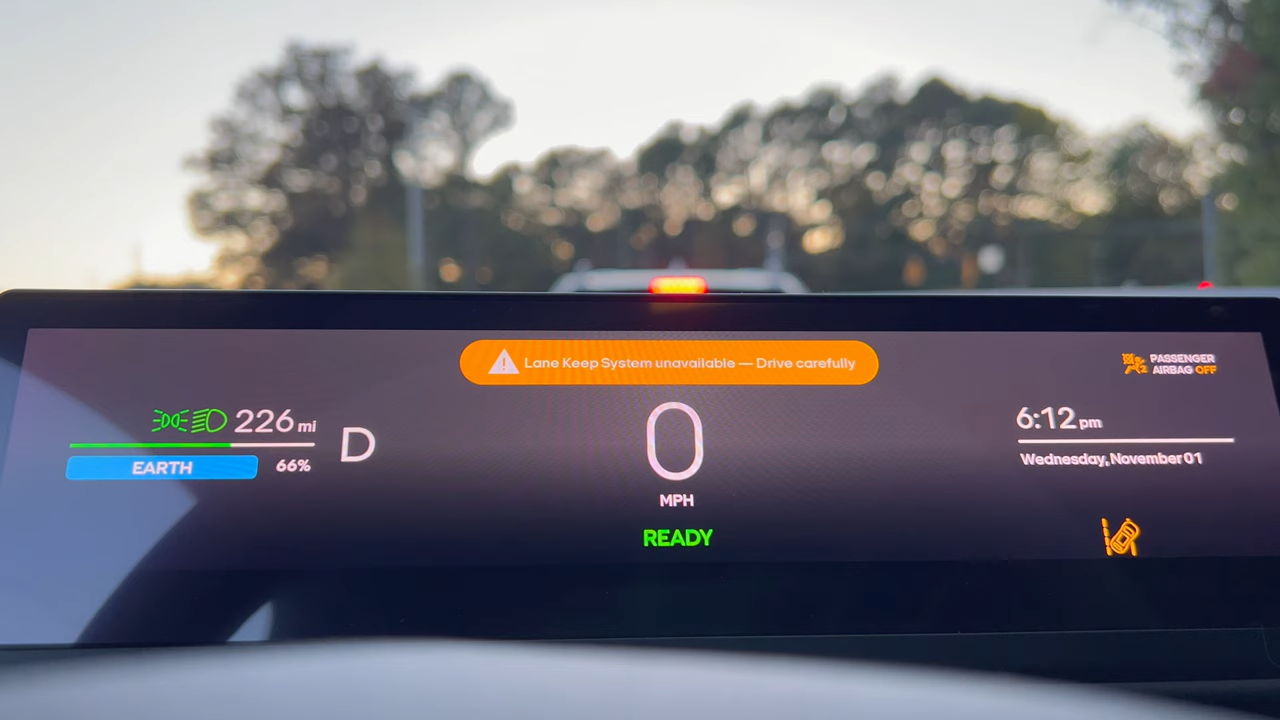 Lane Keep System unavailable — Drive carefully
PASSENGER
AIRBAG OFF
226 mi
D
0
6:12 pm
EARTH
66%
Wednesday, November 01
MPH
READY